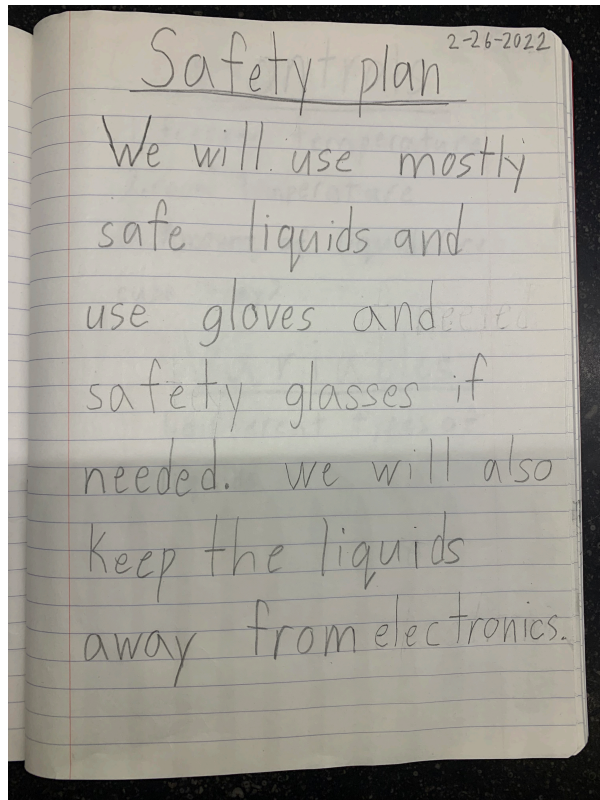 2-26-2022
Safety plan
We will use mostly
safe liquids and
use gloves and
safety glasses if
needed. We will also
Keep the liquids
away from electronics.